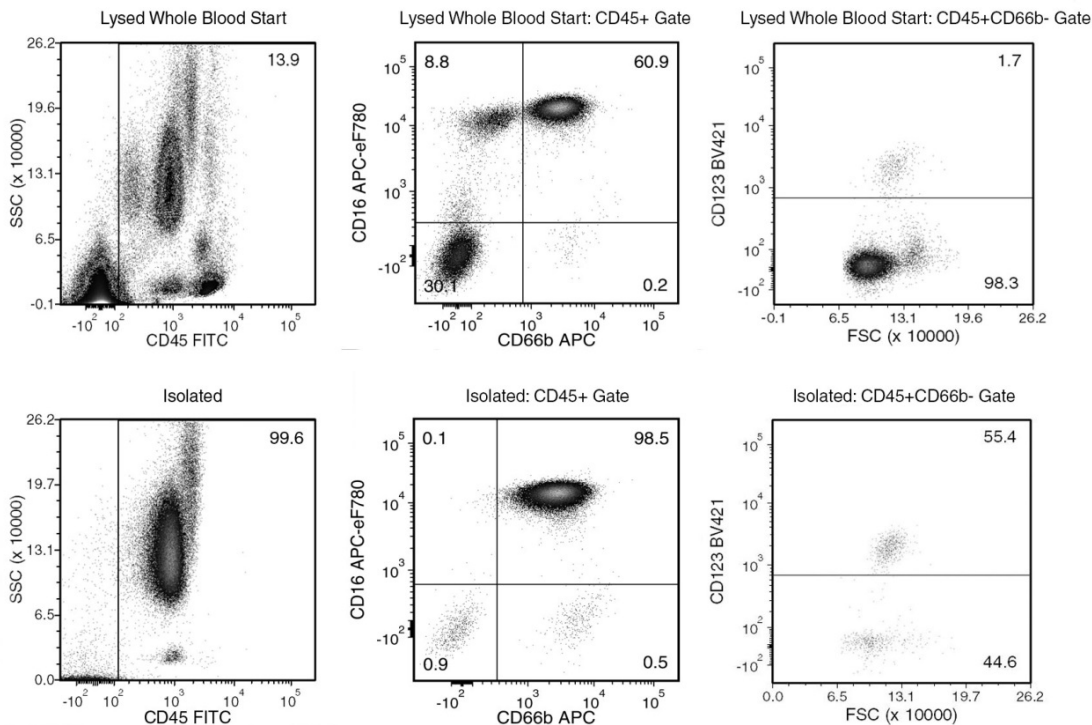 Lysed Whole Blood Start
26.2
19.6
13.1
6.5
-0.1
SSC (x 10000)
13.9
-10² 10² 10³ 10⁴ 10⁵
CD45 FITC
Lysed Whole Blood Start: CD45+ Gate
10⁵
10⁴
10³
-10²
CD16 APC-eF780
8.8
60.9
30.1
0.2
-10² 10² 10³ 10⁴ 10⁵
CD66b APC
Lysed Whole Blood Start: CD45+CD66b- Gate
10⁵
10⁴
10³
10²
-10²
CD123 BV421
1.7
98.3
-0.1 6.5 13.1 19.6 26.2
FSC (x 10000)
Isolated
26.2
19.7
13.1
6.5
0.0
SSC (x 10000)
99.6
-10² 10² 10³ 10⁴ 10⁵
CD45 FITC
Isolated: CD45+ Gate
10⁵
10⁴
10³
-10²
CD16 APC-eF780
0.1
98.5
0.9
0.5
-10² 10² 10³ 10⁴ 10⁵
CD66b APC
Isolated: CD45+CD66b- Gate
10⁵
10⁴
10³
10²
-10²
CD123 BV421
55.4
44.6
0.0 6.5 13.1 19.7 26.2
FSC (x 10000)